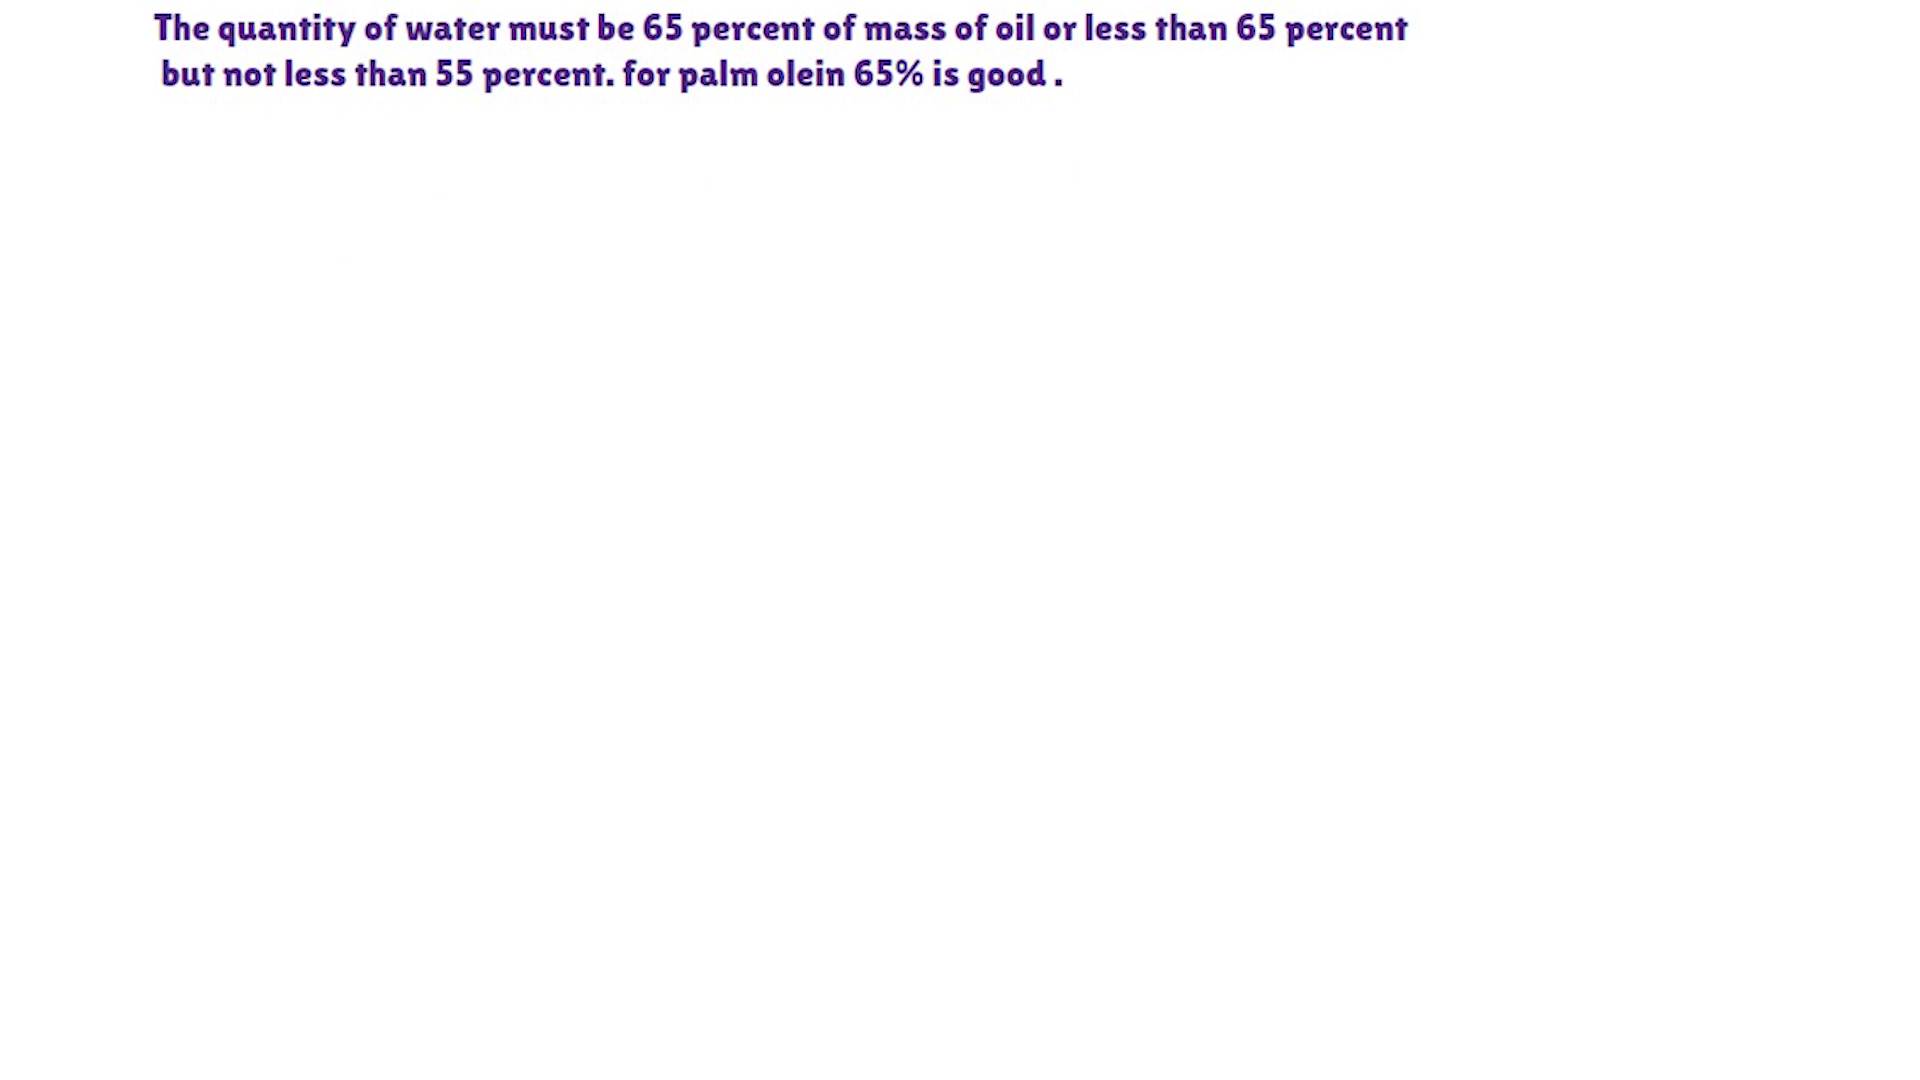 The quantity of water must be 65 percent of mass of oil or less than 65 percent
but not less than 55 percent. for palm olein 65% is good .